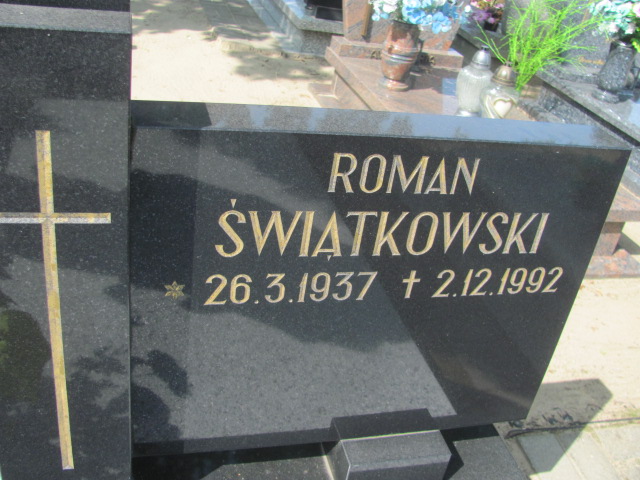 ROMAN
ŚWIĄTKOWSKI
* 26.3.1937 † 2.12.1992